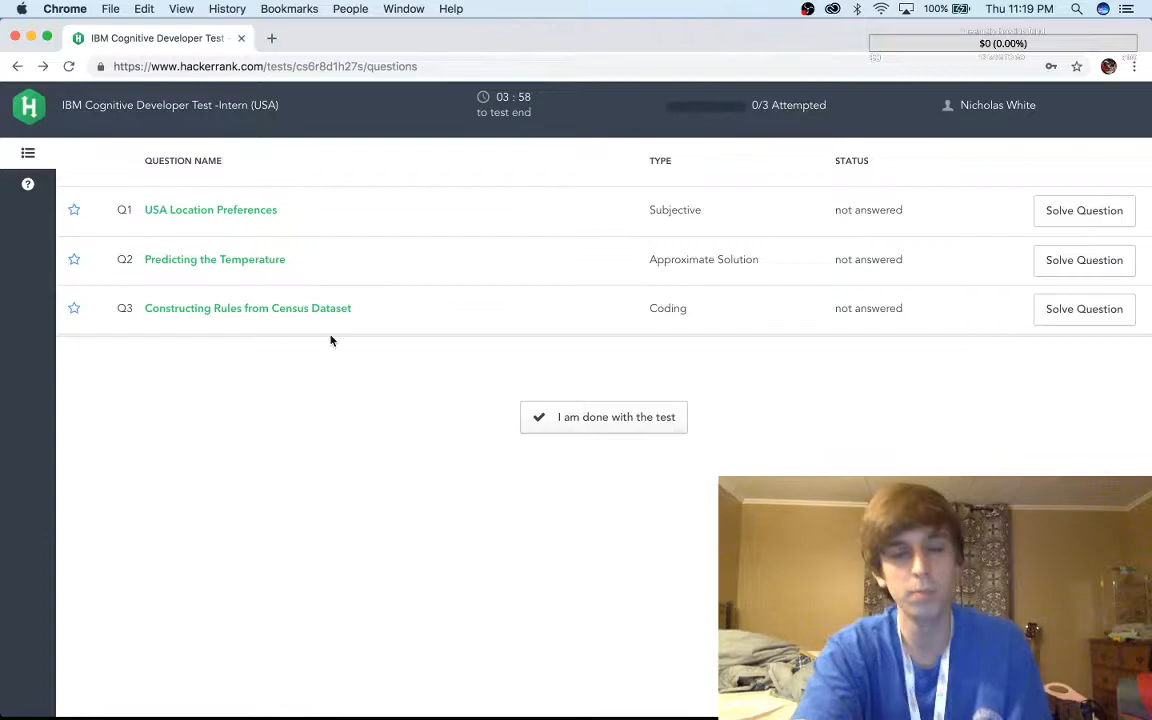 Chrome File Edit View History Bookmarks People Window Help 100% Thu 11:19 PM
IBM Cognitive Developer Test -
$0 (0.00%)
https://www.hackerrank.com/tests/cs6r8d1h27s/questions
H IBM Cognitive Developer Test -Intern (USA) 03 : 58 to test end 0/3 Attempted Nicholas White
QUESTION NAME TYPE STATUS
Q1 USA Location Preferences Subjective not answered Solve Question
Q2 Predicting the Temperature Approximate Solution not answered Solve Question
Q3 Constructing Rules from Census Dataset Coding not answered Solve Question
I am done with the test